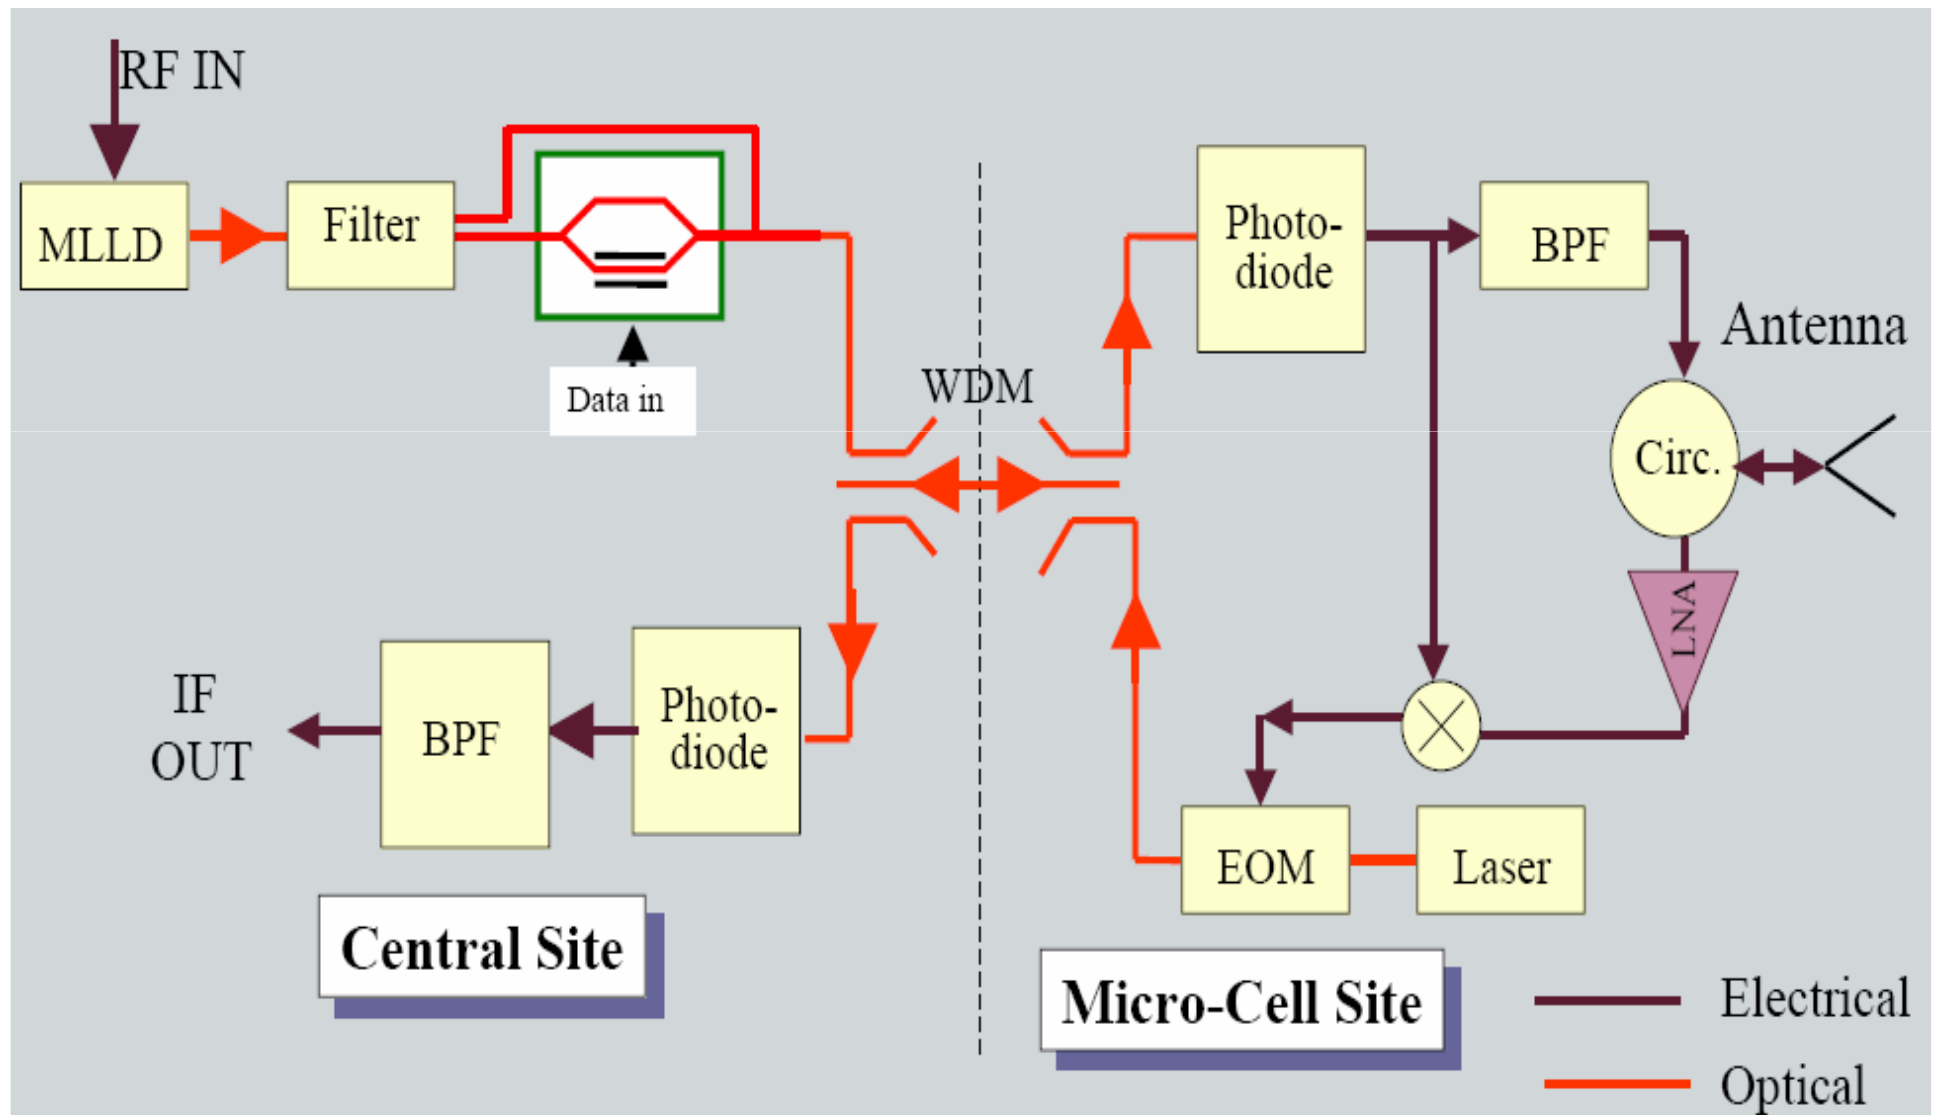 RF IN
MLLD
Filter
Data in
WDM
Photo-
diode
BPF
Antenna
Circ.
LNA
IF
OUT
BPF
Photo-
diode
EOM
Laser
Central Site
Micro-Cell Site
Electrical
Optical